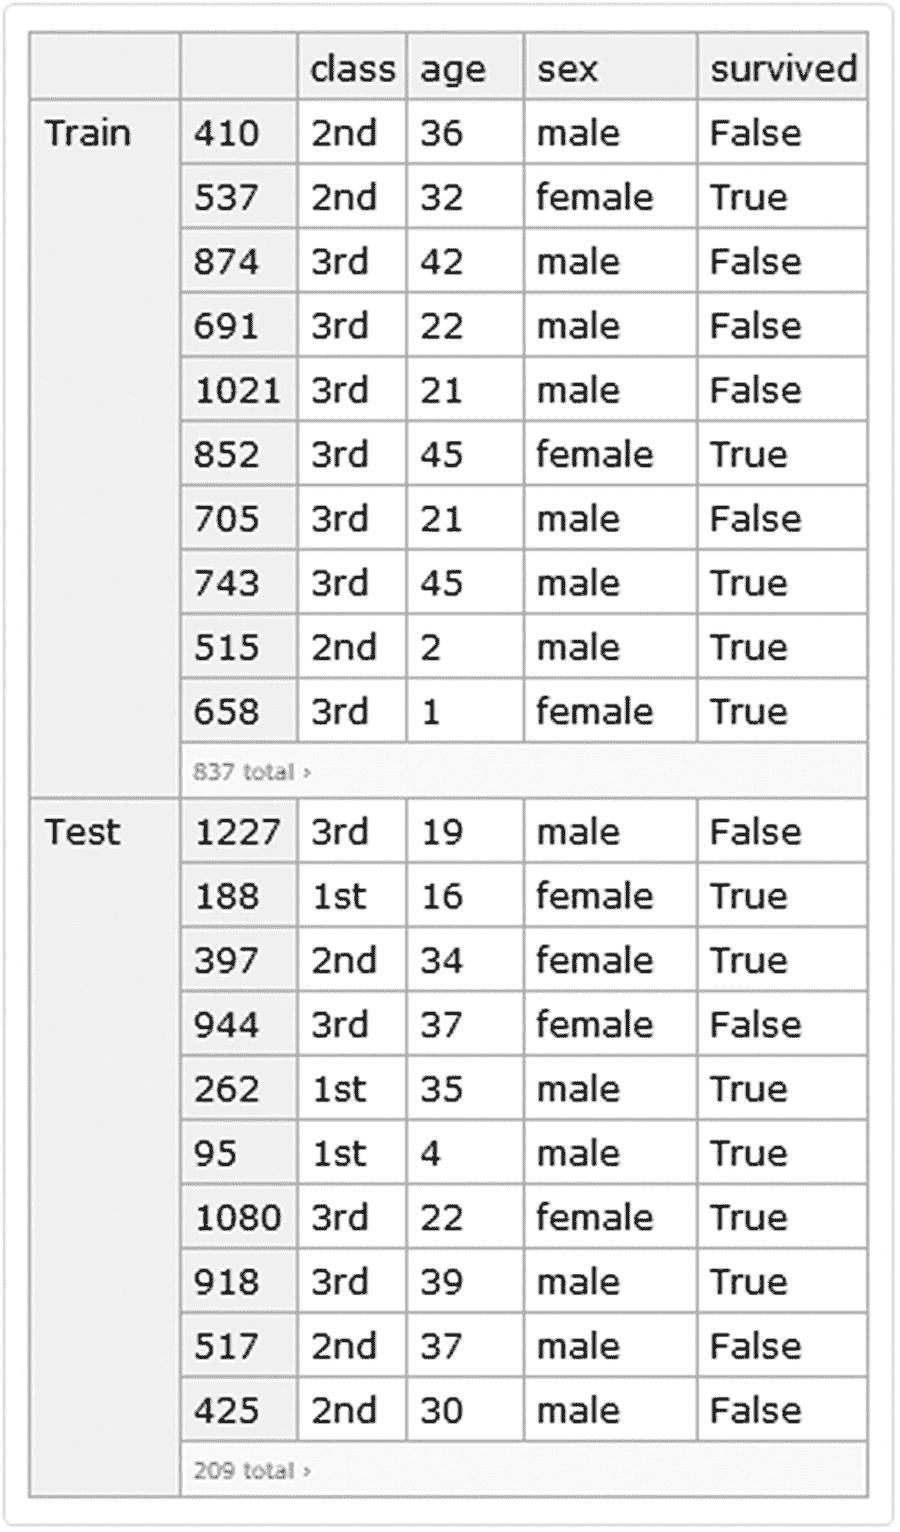 class age sex survived
Train 410 2nd 36 male False
537 2nd 32 female True
874 3rd 42 male False
691 3rd 22 male False
1021 3rd 21 male False
852 3rd 45 female True
705 3rd 21 male False
743 3rd 45 male True
515 2nd 2 male True
658 3rd 1 female True
837 total ›
Test 1227 3rd 19 male False
188 1st 16 female True
397 2nd 34 female True
944 3rd 37 female False
262 1st 35 male True
95 1st 4 male True
1080 3rd 22 female True
918 3rd 39 male True
517 2nd 37 male False
425 2nd 30 male False
209 total ›